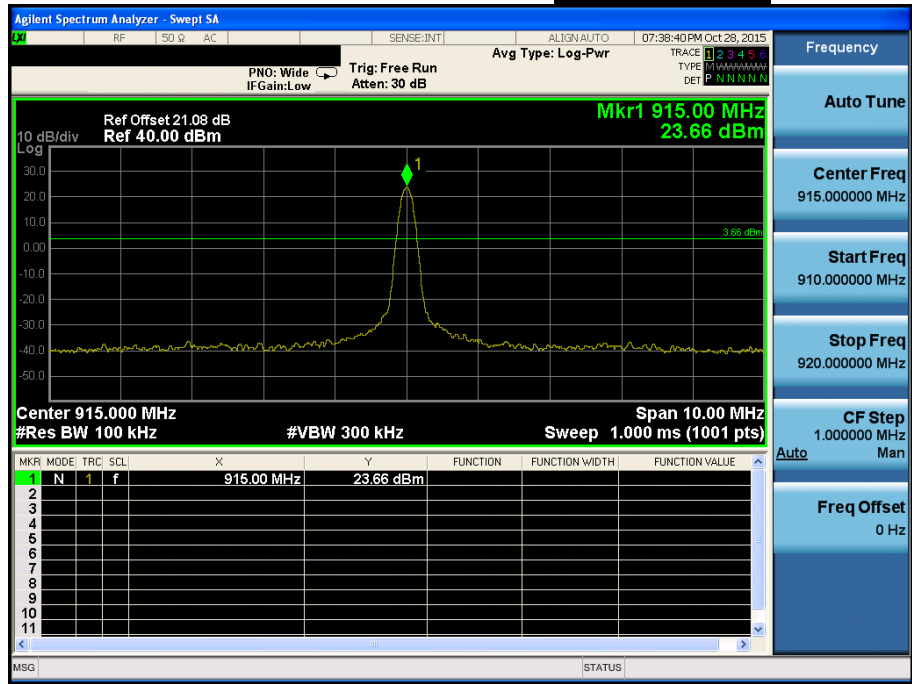 Agilent Spectrum Analyzer - Swept SA
LXI RF 50 Ω AC SENSE:INT ALIGN AUTO 07:38:40 PM Oct 28, 2015
Frequency
Avg Type: Log-Pwr
TRACE 1 2 3 4 5 6
PNO: Wide Trig: Free Run
TYPE M WWWWW
IFGain:Low Atten: 30 dB
DET P N N N N N
Auto Tune
Mkr1 915.00 MHz
Ref Offset 21.08 dB
23.66 dBm
10 dB/div Ref 40.00 dBm
Log
1
30.0
20.0
10.0
3.66 dBm
0.00
-10.0
-20.0
-30.0
-40.0
-50.0
Center Freq
915.000000 MHz
Start Freq
910.000000 MHz
Stop Freq
920.000000 MHz
Center 915.000 MHz Span 10.00 MHz
#Res BW 100 kHz #VBW 300 kHz Sweep 1.000 ms (1001 pts)
CF Step
1.000000 MHz
Auto Man
MKR MODE TRC SCL X Y FUNCTION FUNCTION WIDTH FUNCTION VALUE
1 N 1 f 915.00 MHz 23.66 dBm
2
3
4
5
6
7
8
9
10
11
Freq Offset
0 Hz
MSG STATUS